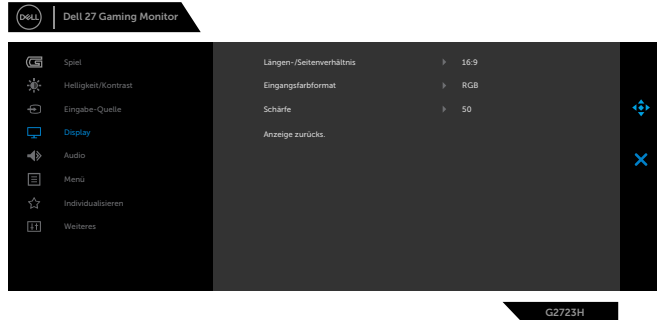 DELL
Dell 27 Gaming Monitor
Spiel
Längen-/Seitenverhältnis
16:9
Helligkeit/Kontrast
Eingangsfarbformat
RGB
Eingabe-Quelle
Schärfe
50
Display
Anzeige zurücks.
Audio
Menü
Individualisieren
Weiteres
G2723H